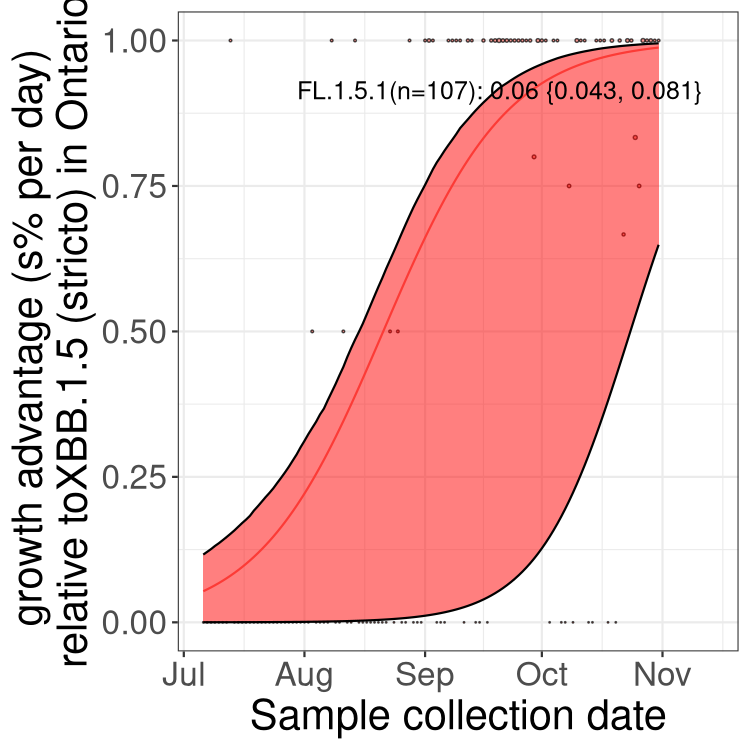 growth advantage (s% per day)
relative toXBB.1.5 (stricto) in Ontario
1.00
0.75
0.50
0.25
0.00
FL.1.5.1(n=107): 0.06 {0.043, 0.081}
Jul Aug Sep Oct Nov
Sample collection date